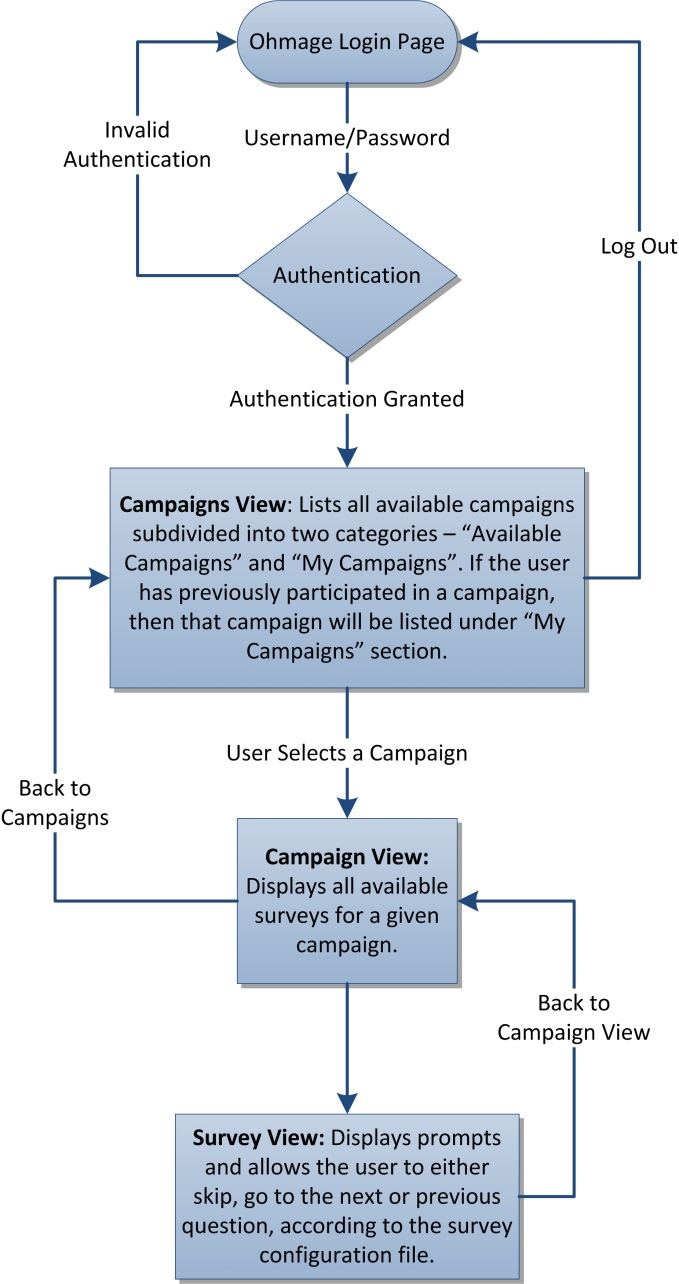 Ohmage Login Page
Invalid
Authentication
Username/Password
Log Out
Authentication
Authentication Granted
Campaigns View: Lists all available campaigns
subdivided into two categories – “Available
Campaigns” and “My Campaigns”. If the user
has previously participated in a campaign,
then that campaign will be listed under “My
Campaigns” section.
User Selects a Campaign
Back to
Campaigns
Campaign View:
Displays all available
surveys for a given
campaign.
Back to
Campaign View
Survey View: Displays prompts
and allows the user to either
skip, go to the next or previous
question, according to the survey
configuration file.